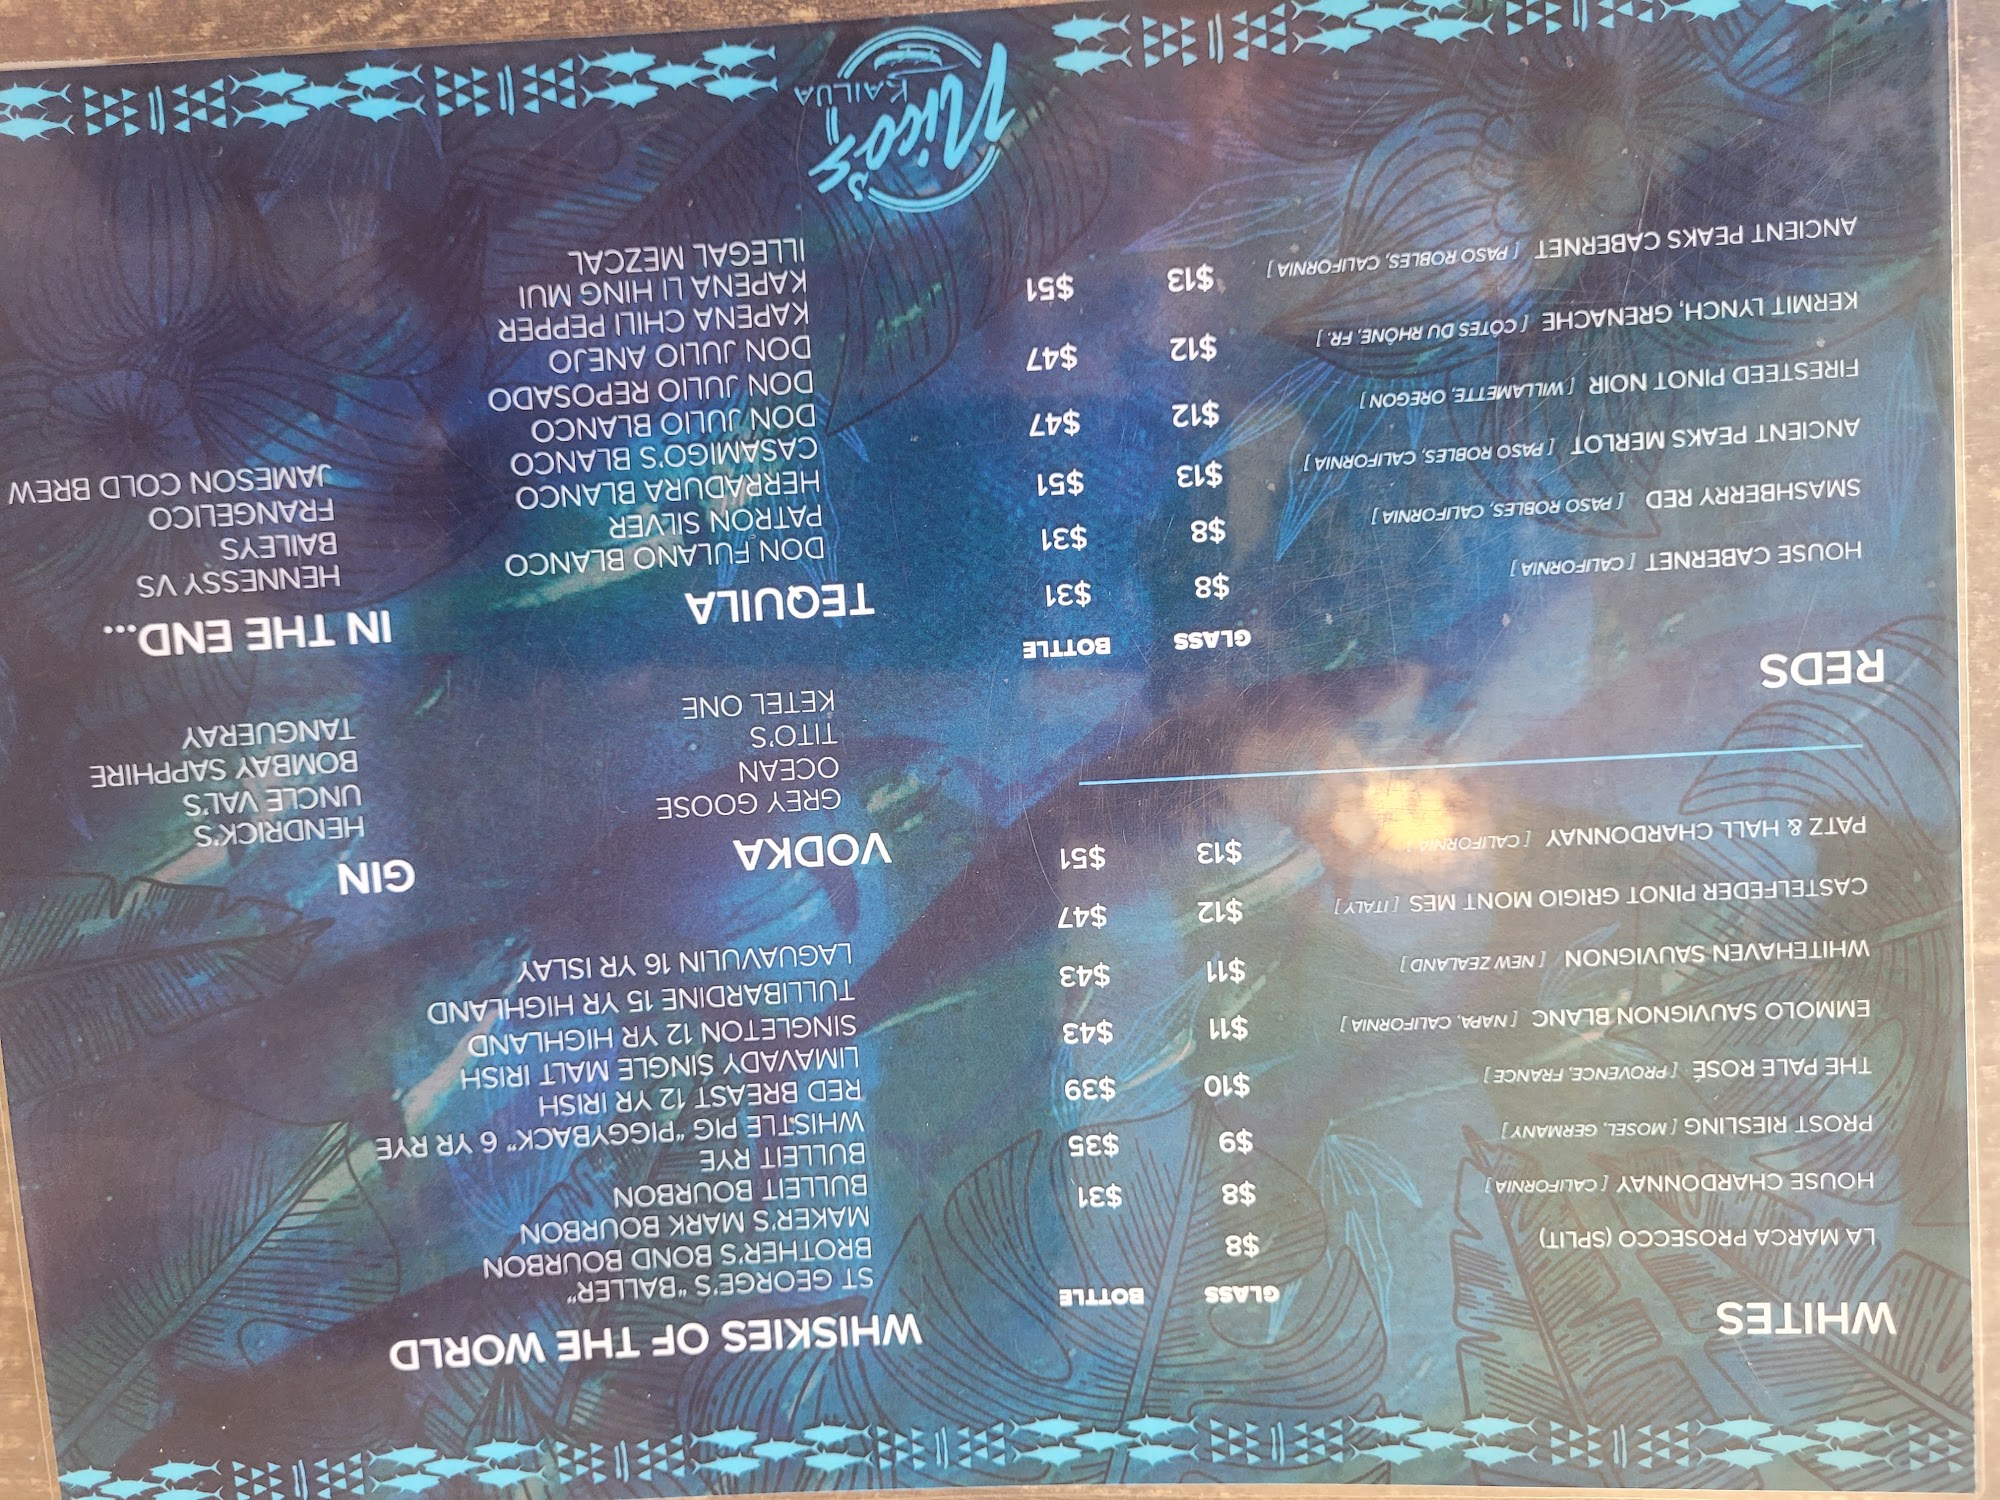 WHITES
GLASS BOTTLE
LA MARCA PROSECCO (SPLIT) $8
HOUSE CHARDONNAY [ CALIFORNIA ] $8 $31
PROST RIESLING [ MOSEL, GERMANY ] $9 $35
THE PALE ROSÉ [ PROVENCE, FRANCE ] $10 $39
EMMOLO SAUVIGNON BLANC [ NAPA, CALIFORNIA ] $11 $43
WHITEHAVEN SAUVIGNON [ NEW ZEALAND ] $11 $43
CASTELFEDER PINOT GRIGIO MONT MES [ ITALY ] $12 $47
PATZ & HALL CHARDONNAY [ CALIFORNIA ] $13 $51
REDS
GLASS BOTTLE
HOUSE CABERNET [ CALIFORNIA ] $8 $31
SMASHBERRY RED [ PASO ROBLES, CALIFORNIA ] $8 $31
ANCIENT PEAKS MERLOT [ PASO ROBLES, CALIFORNIA ] $13 $51
FIRESTEED PINOT NOIR [ WILLAMETTE, OREGON ] $12 $47
KERMIT LYNCH, GRENACHE [ CÔTES DU RHÔNE, FR. ] $12 $47
ANCIENT PEAKS CABERNET [ PASO ROBLES, CALIFORNIA ] $13 $51
WHISKIES OF THE WORLD
ST GEORGE'S "BALLER"
BROTHER'S BOND BOURBON
MAKER'S MARK BOURBON
BULLEIT BOURBON
BULLEIT RYE
WHISTLE PIG "PIGGYBACK" 6 YR RYE
RED BREAST 12 YR IRISH
LIMAVADY SINGLE MALT IRISH
SINGLETON 12 YR HIGHLAND
TULLIBARDINE 15 YR HIGHLAND
LAGUAVULIN 16 YR ISLAY
VODKA
GREY GOOSE
OCEAN
TITO'S
KETEL ONE
GIN
HENDRICK'S
UNCLE VAL'S
BOMBAY SAPPHIRE
TANGUERAY
TEQUILA
DON FULANO BLANCO
PATRON SILVER
HERRADURA BLANCO
CASAMIGO'S BLANCO
DON JULIO BLANCO
DON JULIO REPOSADO
DON JULIO ANEJO
KAPENA CHILI PEPPER
KAPENA LI HING MUI
ILLEGAL MEZCAL
IN THE END...
HENNESSY VS
BAILEYS
FRANGELICO
JAMESON COLD BREW
Nico's
KAILUA